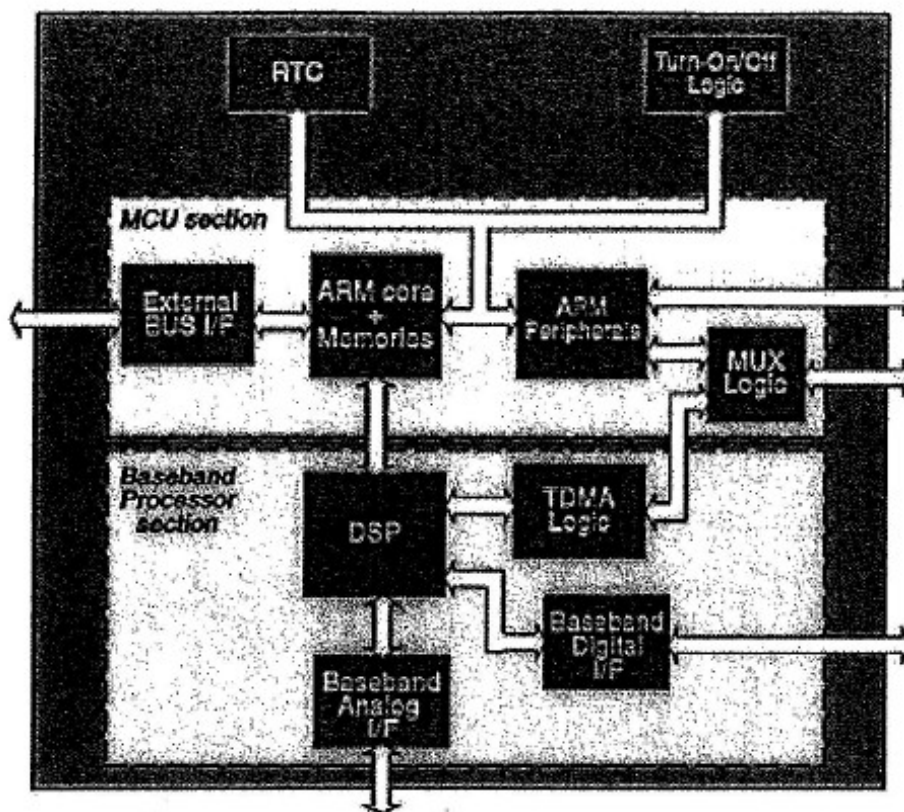 RTC
Turn-On/Off
Logic
MCU section
External
BUS I/F
ARM core
+
Memories
ARM
Peripherals
MUX
Logic
Baseband
Processor
section
DSP
TDMA
Logic
Baseband
Digital
I/F
Baseband
Analog
I/F